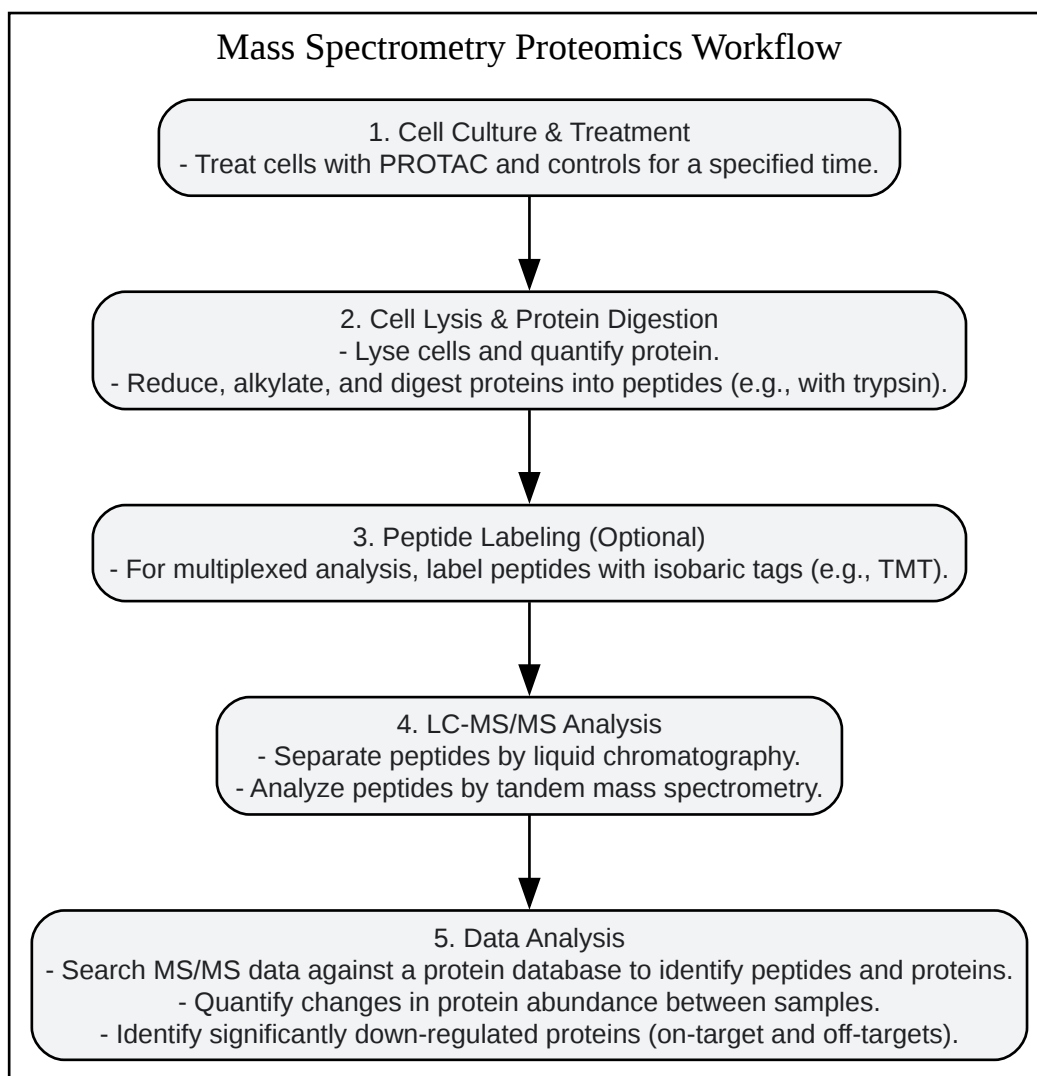 Mass Spectrometry Proteomics Workflow
1. Cell Culture & Treatment
- Treat cells with PROTAC and controls for a specified time.
2. Cell Lysis & Protein Digestion
- Lyse cells and quantify protein.
- Reduce, alkylate, and digest proteins into peptides (e.g., with trypsin).
3. Peptide Labeling (Optional)
- For multiplexed analysis, label peptides with isobaric tags (e.g., TMT).
4. LC-MS/MS Analysis
- Separate peptides by liquid chromatography.
- Analyze peptides by tandem mass spectrometry.
5. Data Analysis
- Search MS/MS data against a protein database to identify peptides and proteins.
- Quantify changes in protein abundance between samples.
- Identify significantly down-regulated proteins (on-target and off-targets).